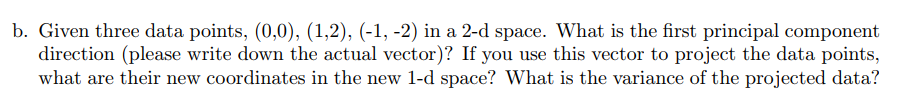 b. Given three data points, (0,0), (1,2), (-1, -2) in a 2-d space. What is the first principal component
direction (please write down the actual vector)? If you use this vector to project the data points,
what are their new coordinates in the new 1-d space? What is the variance of the projected data?